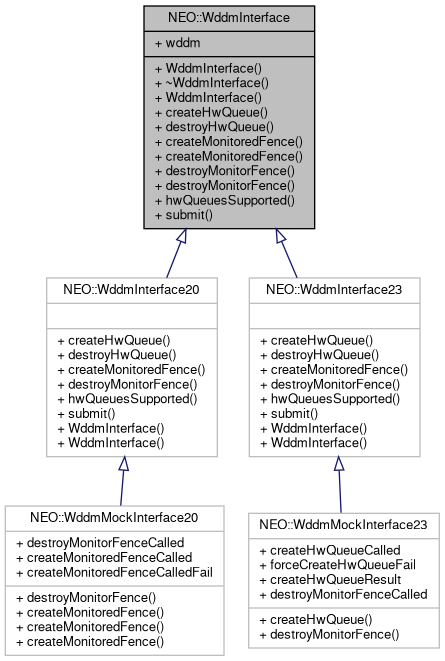 NEO::WddmInterface
+ wddm
+ WddmInterface()
+ ~WddmInterface()
+ WddmInterface()
+ createHwQueue()
+ destroyHwQueue()
+ createMonitoredFence()
+ createMonitoredFence()
+ destroyMonitorFence()
+ destroyMonitorFence()
+ hwQueuesSupported()
+ submit()
NEO::WddmInterface20
+ createHwQueue()
+ destroyHwQueue()
+ createMonitoredFence()
+ destroyMonitorFence()
+ hwQueuesSupported()
+ submit()
+ WddmInterface()
+ WddmInterface()
NEO::WddmInterface23
+ createHwQueue()
+ destroyHwQueue()
+ createMonitoredFence()
+ destroyMonitorFence()
+ hwQueuesSupported()
+ submit()
+ WddmInterface()
+ WddmInterface()
NEO::WddmMockInterface20
+ destroyMonitorFenceCalled
+ createMonitoredFenceCalled
+ createMonitoredFenceCalledFail
+ destroyMonitorFence()
+ createMonitoredFence()
+ createMonitoredFence()
+ createMonitoredFence()
NEO::WddmMockInterface23
+ createHwQueueCalled
+ forceCreateHwQueueFail
+ createHwQueueResult
+ destroyMonitorFenceCalled
+ createHwQueue()
+ destroyMonitorFence()